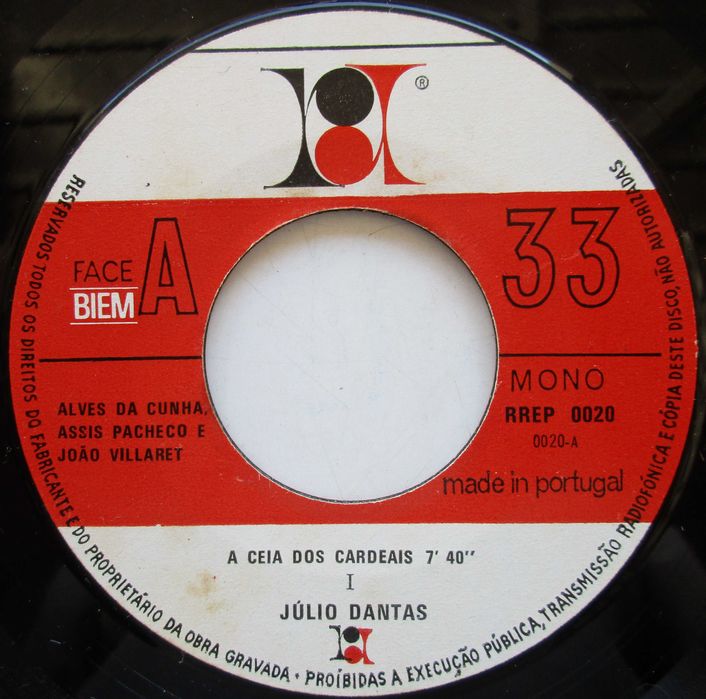 ®
FACE A
BIEM
33
MONO
RREP 0020
0020-A
ALVES DA CUNHA,
ASSIS PACHECO E
JOÃO VILLARET
made in portugal
A CEIA DOS CARDEAIS 7' 40"
I
JÚLIO DANTAS
RESERVADOS TODOS OS DIREITOS DO FABRICANTE E DO PROPRIETÁRIO DA OBRA GRAVADA • PROÍBIDAS A EXECUÇÃO PÚBLICA, TRANSMISSÃO RADIOFÓNICA E CÓPIA DESTE DISCO, NÃO AUTORIZADAS